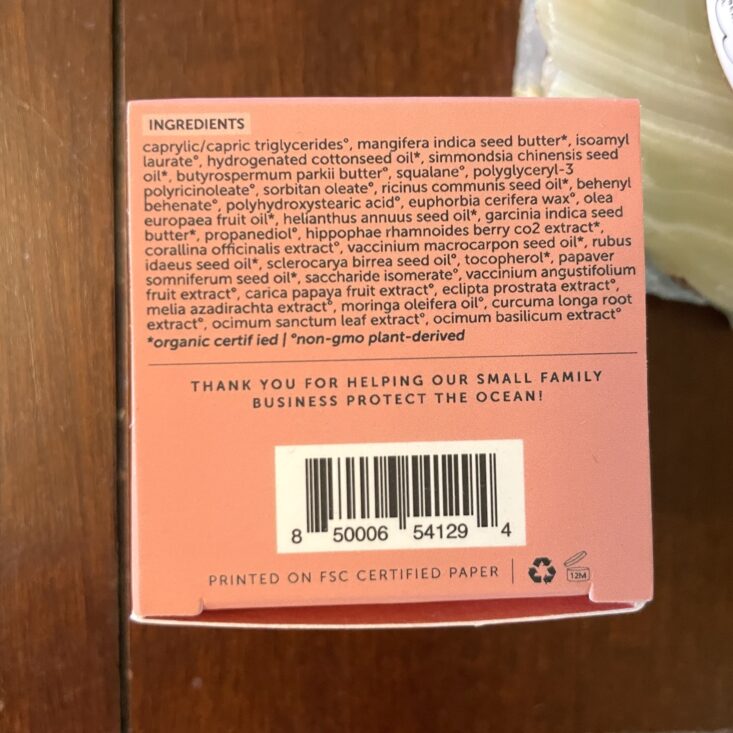 INGREDIENTS
caprylic/capric triglycerides°, mangifera indica seed butter*, isoamyl
laurate°, hydrogenated cottonseed oil*, simmondsia chinensis seed
oil*, butyrospermum parkii butter°, squalane°, polyglyceryl-3
polyricinoleate°, sorbitan oleate°, ricinus communis seed oil*, behenyl
behenate°, polyhydroxystearic acid°, euphorbia cerifera wax°, olea
europaea fruit oil*, helianthus annuus seed oil*, garcinia indica seed
butter*, propanediol°, hippophae rhamnoides berry co2 extract*,
corallina officinalis extract°, vaccinium macrocarpon seed oil*, rubus
idaeus seed oil*, sclerocarya birrea seed oil°, tocopherol*, papaver
somniferum seed oil*, saccharide isomerate°, vaccinium angustifolium
fruit extract°, carica papaya fruit extract°, eclipta prostrata extract°,
melia azadirachta extract°, moringa oleifera oil°, curcuma longa root
extract°, ocimum sanctum leaf extract°, ocimum basilicum extract°
*organic certif ied | °non-gmo plant-derived
THANK YOU FOR HELPING OUR SMALL FAMILY
BUSINESS PROTECT THE OCEAN!
8 50006 54129 4
PRINTED ON FSC CERTIFIED PAPER | 12M